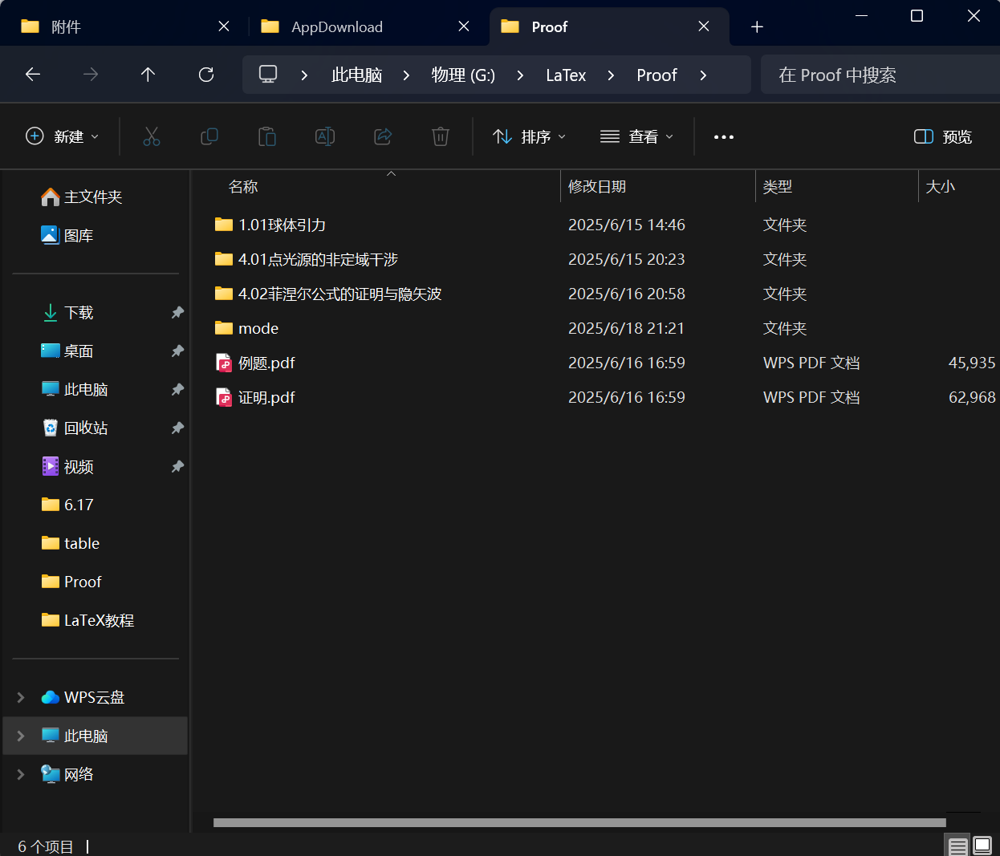 附件
AppDownload
Proof
此电脑 > 物理 (G:) > LaTex > Proof >
在 Proof 中搜索
新建
排序
查看
预览
名称 修改日期 类型 大小
1.01球体引力 2025/6/15 14:46 文件夹
4.01点光源的非定域干涉 2025/6/15 20:23 文件夹
4.02菲涅尔公式的证明与隐矢波 2025/6/16 20:58 文件夹
mode 2025/6/18 21:21 文件夹
例题.pdf 2025/6/16 16:59 WPS PDF 文档 45,935
证明.pdf 2025/6/16 16:59 WPS PDF 文档 62,968
主文件夹
图库
下载
桌面
此电脑
回收站
视频
6.17
table
Proof
LaTeX教程
WPS云盘
此电脑
网络
6 个项目